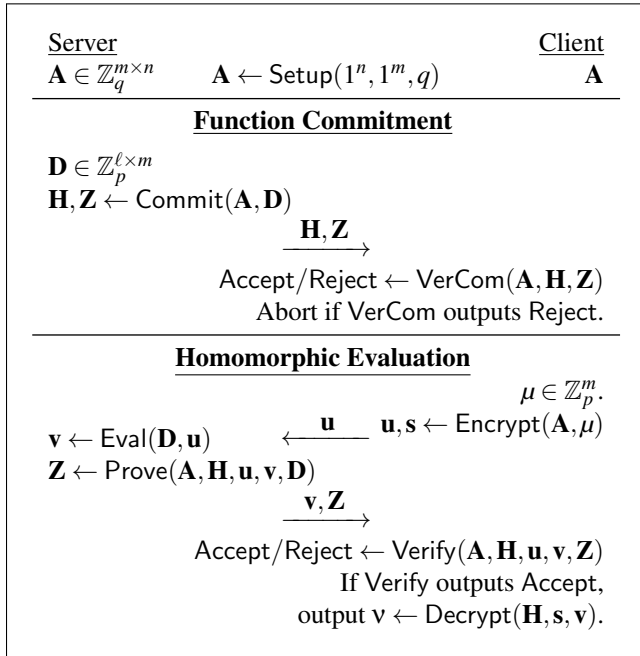 Server Client
𝐀 ∈ ℤ_q^{m×n} 𝐀 ← Setup(1^n, 1^m, q) 𝐀
Function Commitment
𝐃 ∈ ℤ_p^{ℓ×m}
𝐇, 𝐙 ← Commit(𝐀, 𝐃)
𝐇, 𝐙
⟶
Accept/Reject ← VerCom(𝐀, 𝐇, 𝐙)
Abort if VerCom outputs Reject.
Homomorphic Evaluation
μ ∈ ℤ_p^m.
𝐯 ← Eval(𝐃, 𝐮) ⟵ 𝐮 𝐮, 𝐬 ← Encrypt(𝐀, μ)
𝐙 ← Prove(𝐀, 𝐇, 𝐮, 𝐯, 𝐃)
𝐯, 𝐙
⟶
Accept/Reject ← Verify(𝐀, 𝐇, 𝐮, 𝐯, 𝐙)
If Verify outputs Accept,
output ν ← Decrypt(𝐇, 𝐬, 𝐯).